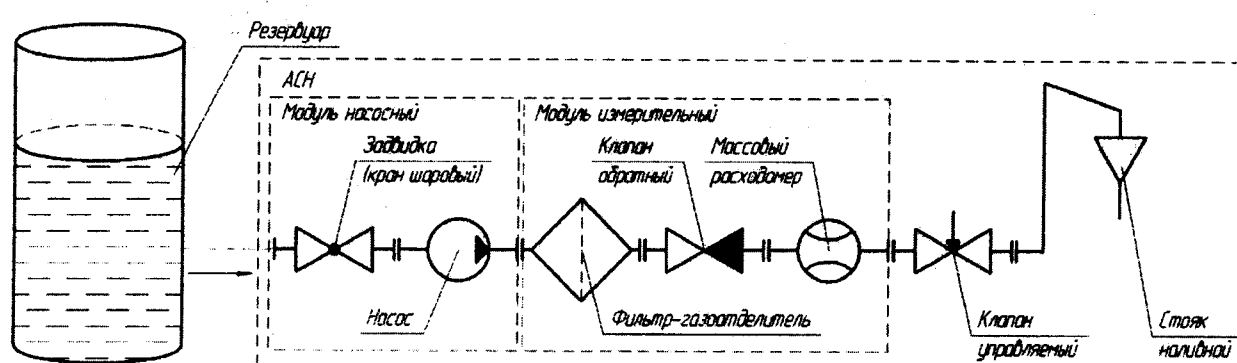 Резервуар
АСН
Модуль насосный
Модуль измерительный
Задвидка
(кран шаровый)
Клапан
обратный
Массовый
расходомер
Насос
Фильтр-газоотделитель
Клапан
управляемый
Стояк
наливной